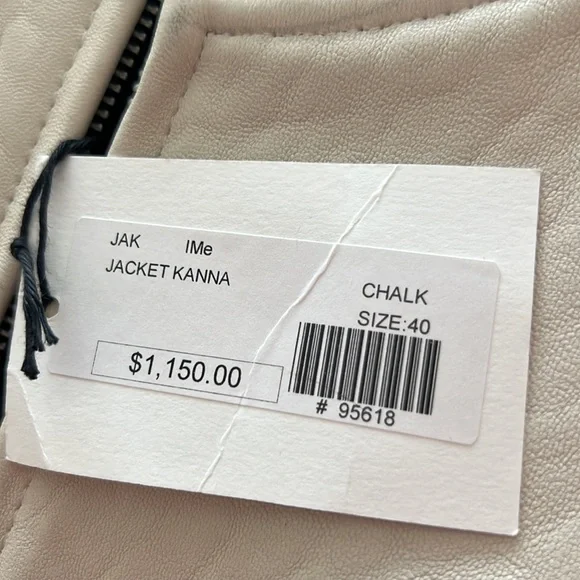 JAK IMe
JACKET KANNA
CHALK
SIZE:40
$1,150.00
# 95618